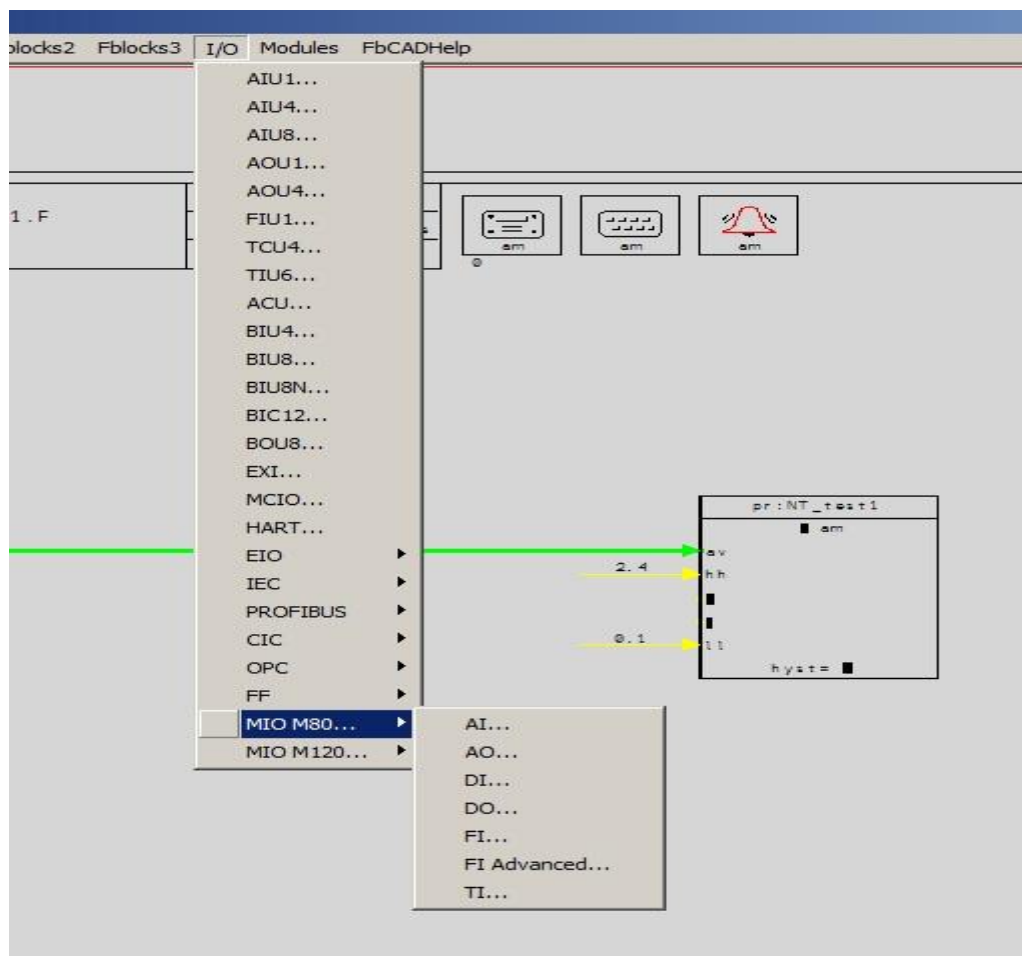 blocks2 Fblocks3 I/O Modules FbCADHelp
AIU1...
AIU4...
AIU8...
AOU1...
AOU4...
1.F
FIU1...
TCU4...
TIU6...
ACU...
BIU4...
BIU8...
BIU8N...
BIC12...
BOU8...
EXI...
MCIO...
HART...
EIO
IEC
PROFIBUS
CIC
OPC
FF
MIO M80...
MIO M120...
AI...
AO...
DI...
DO...
FI...
FI Advanced...
TI...
am
am
am
0
pr:NT_test1
am
av
2.4
hh
0.1
ll
hyst=